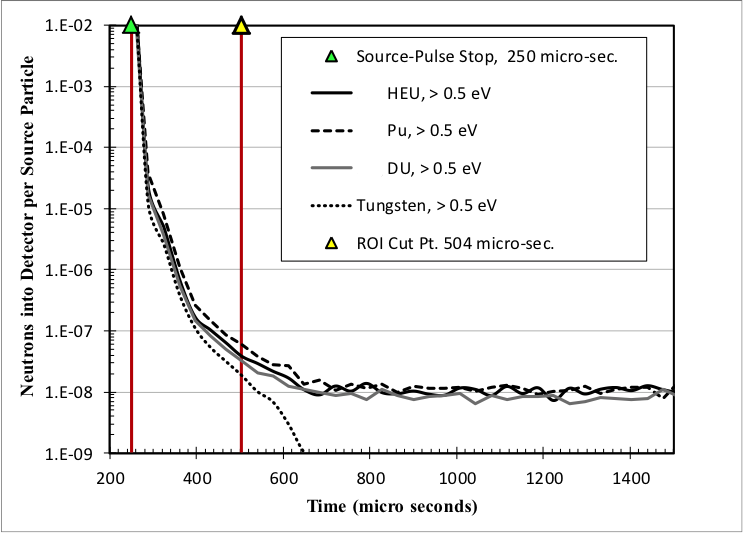 1.E-02
1.E-03
1.E-04
1.E-05
1.E-06
1.E-07
1.E-08
1.E-09
Neutrons into Detector per Source Particle
Source-Pulse Stop, 250 micro-sec.
HEU, > 0.5 eV
Pu, > 0.5 eV
DU, > 0.5 eV
Tungsten, > 0.5 eV
ROI Cut Pt. 504 micro-sec.
200 400 600 800 1000 1200 1400
Time (micro seconds)